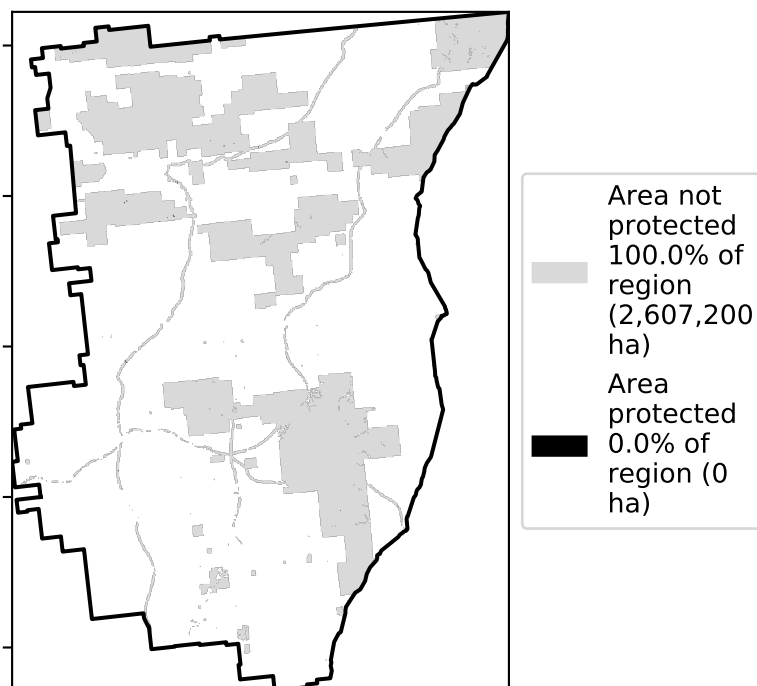 Area not
protected
100.0% of
region
(2,607,200
ha)
Area
protected
0.0% of
region (0
ha)